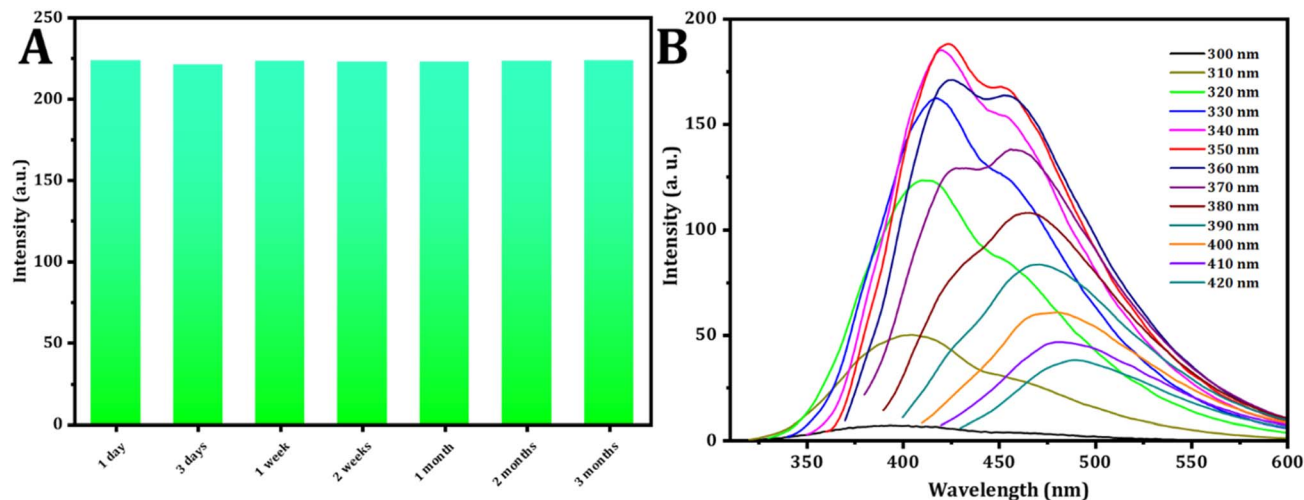 A
Intensity (a.u.)
250
200
150
100
50
0
1 day
3 days
1 week
2 weeks
1 month
2 months
3 months
B
Intensity (a. u.)
200
150
100
50
0
350
400
450
500
550
600
Wavelength (nm)
300 nm
310 nm
320 nm
330 nm
340 nm
350 nm
360 nm
370 nm
380 nm
390 nm
400 nm
410 nm
420 nm